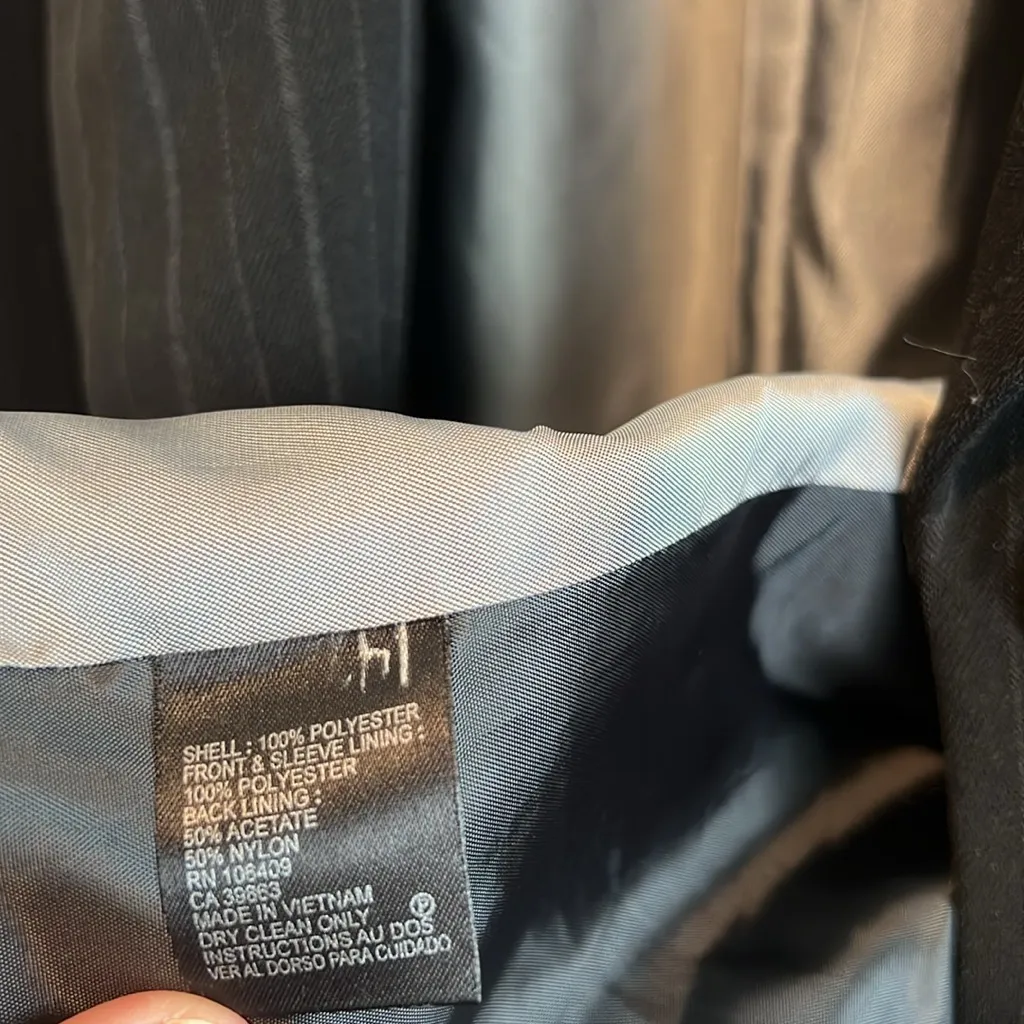 SHELL : 100% POLYESTER
FRONT & SLEEVE LINING :
100% POLYESTER
BACK LINING :
50% ACETATE
50% NYLON
RN 106409
CA 39863
MADE IN VIETNAM
DRY CLEAN ONLY Ⓟ
INSTRUCTIONS AU DOS
VER AL DORSO PARA CUIDADO